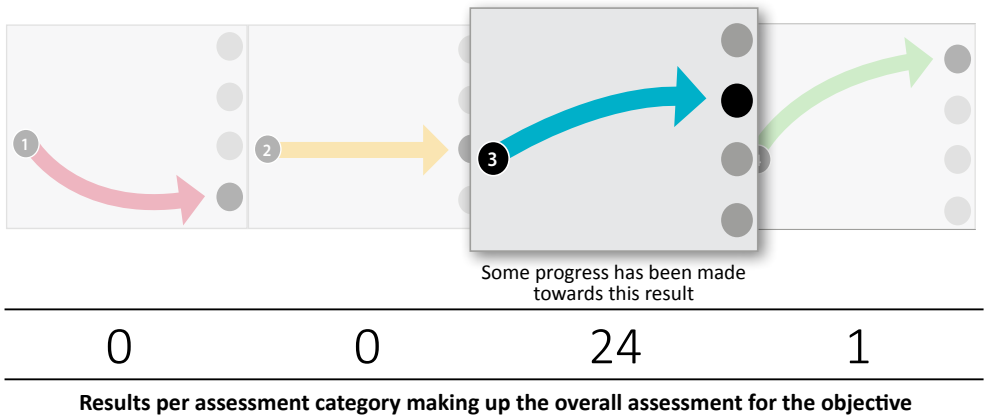 1
2
3
Some progress has been made
towards this result
0 0 24 1
Results per assessment category making up the overall assessment for the objective